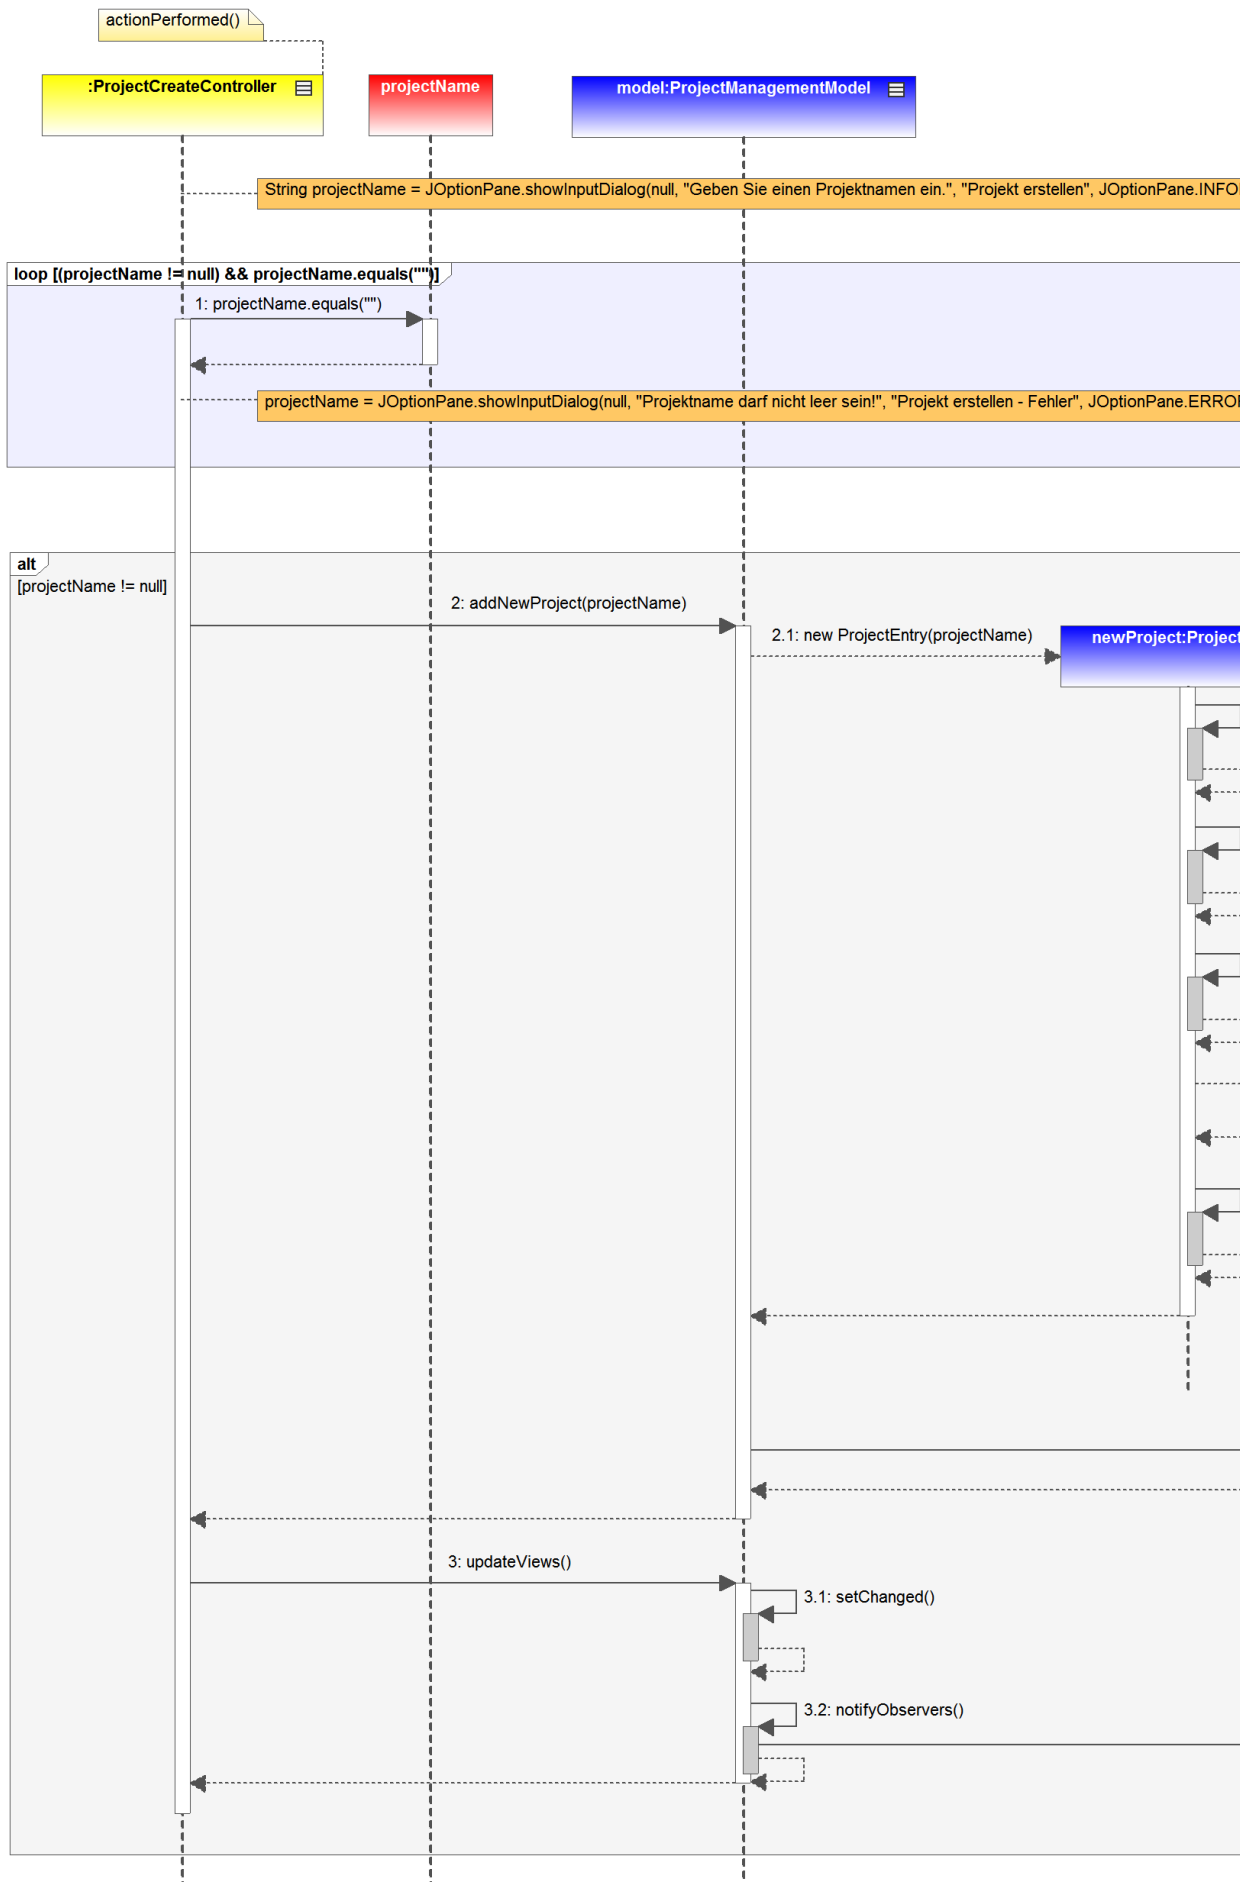 actionPerformed()
:ProjectCreateController
projectName
model:ProjectManagementModel
String projectName = JOptionPane.showInputDialog(null, "Geben Sie einen Projektnamen ein.", "Projekt erstellen", JOptionPane.INFO
loop [(projectName != null) && projectName.equals("")]
1: projectName.equals("")
projectName = JOptionPane.showInputDialog(null, "Projektname darf nicht leer sein!", "Projekt erstellen - Fehler", JOptionPane.ERROR
alt
[projectName != null]
2: addNewProject(projectName)
2.1: new ProjectEntry(projectName)
newProject:Project
3: updateViews()
3.1: setChanged()
3.2: notifyObservers()